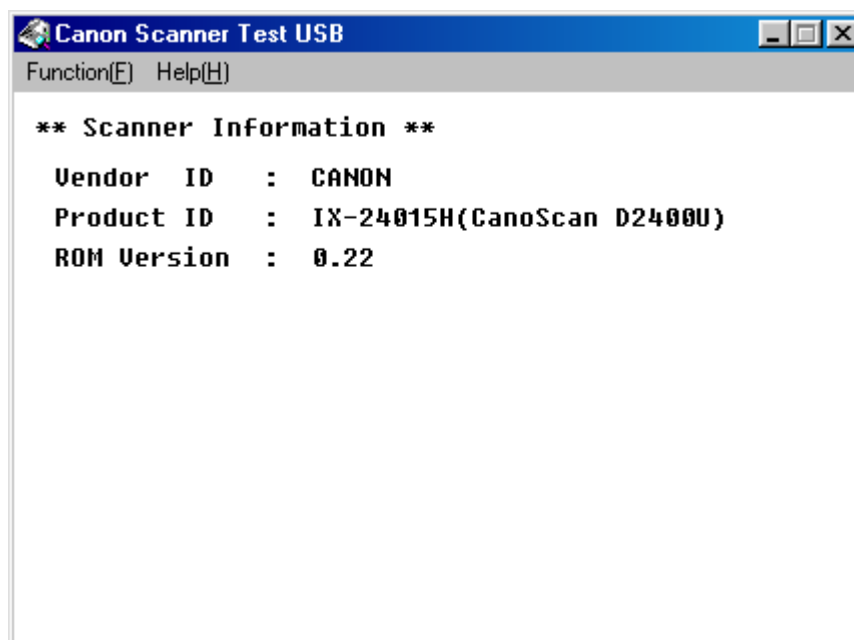 Canon Scanner Test USB
Function(F) Help(H)
** Scanner Information **
Vendor ID : CANON
Product ID : IX-24015H(CanoScan D2400U)
ROM Version : 0.22